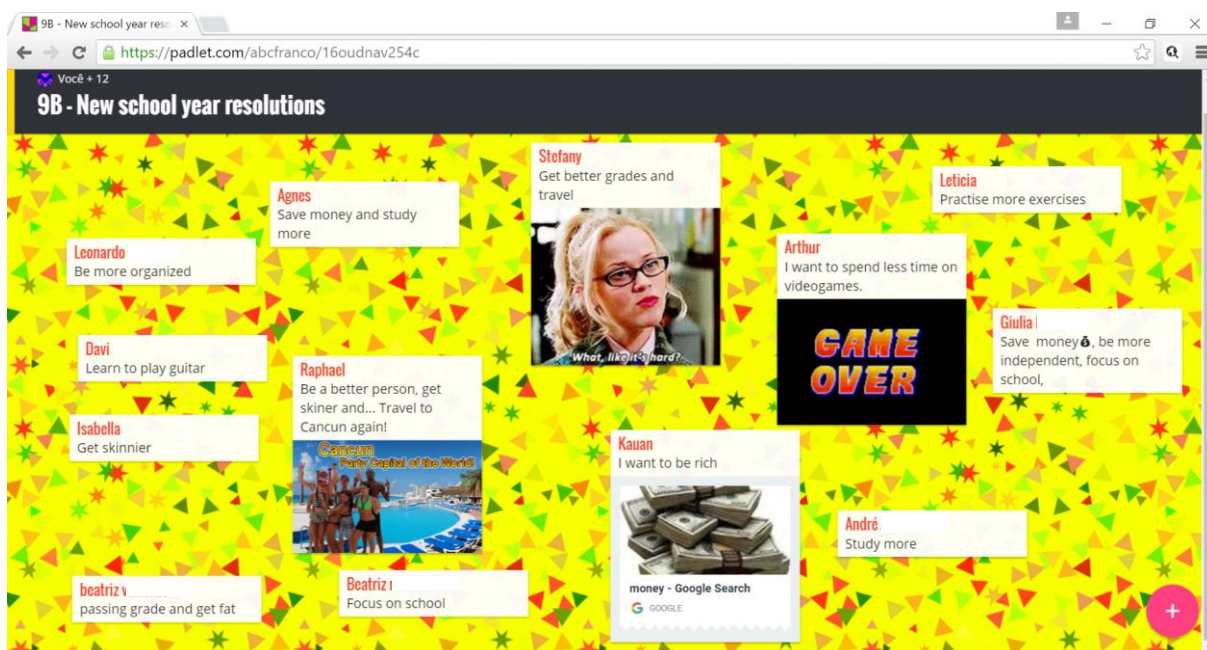 9B - New school year reso
https://padlet.com/abcfranco/16oudnav254c
Você + 12
9B - New school year resolutions
Stefany
Get better grades and
travel
What, like it's hard?
Leticia
Practise more exercises
Agnes
Save money and study
more
Leonardo
Be more organized
Arthur
I want to spend less time on
videogames.
GAME
OVER
Giulia
Save money, be more
independent, focus on
school,
Davi
Learn to play guitar
Raphael
Be a better person, get
skiner and... Travel to
Cancun again!
Cancun
Party Capital of the World!
Isabella
Get skinnier
Kauan
I want to be rich
money - Google Search
G GOOGLE
André
Study more
beatriz v
passing grade and get fat
Beatriz
Focus on school
+